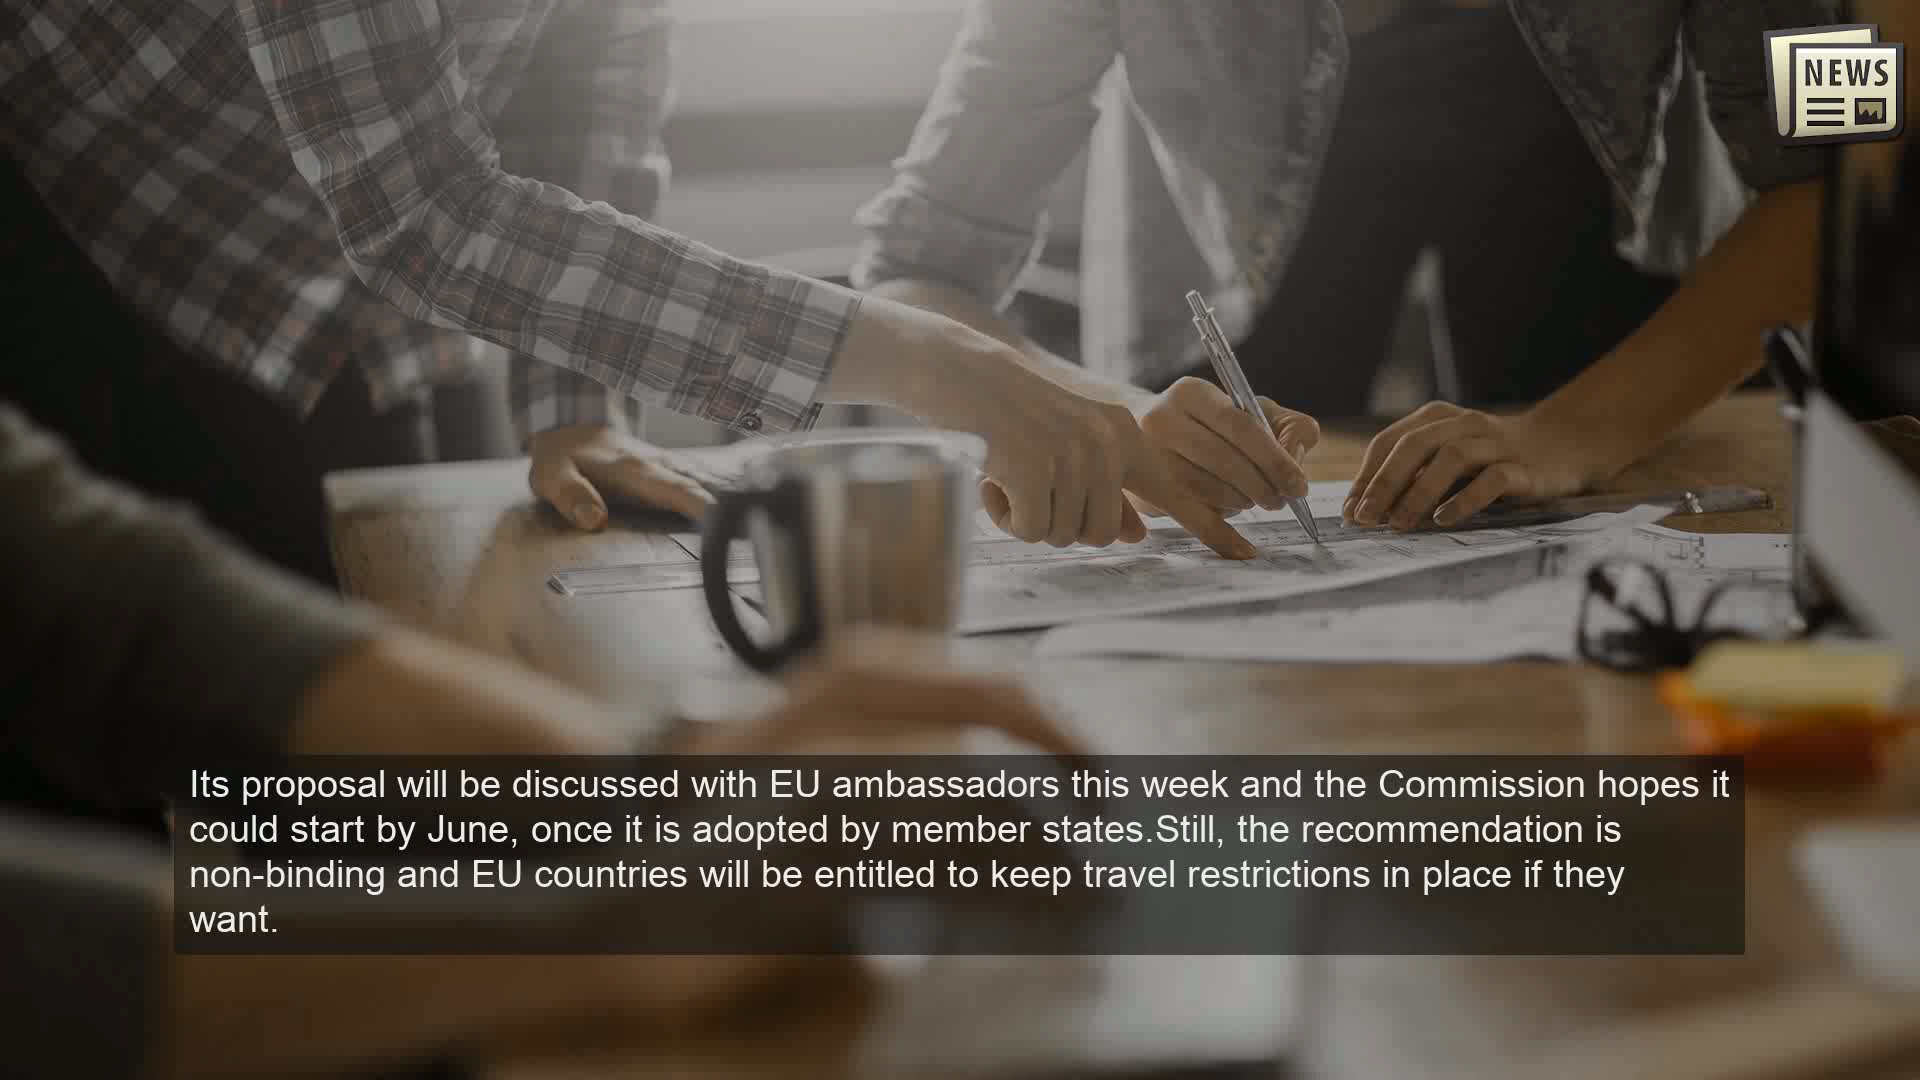 NEWS
Its proposal will be discussed with EU ambassadors this week and the Commission hopes it
could start by June, once it is adopted by member states.Still, the recommendation is
non-binding and EU countries will be entitled to keep travel restrictions in place if they
want.